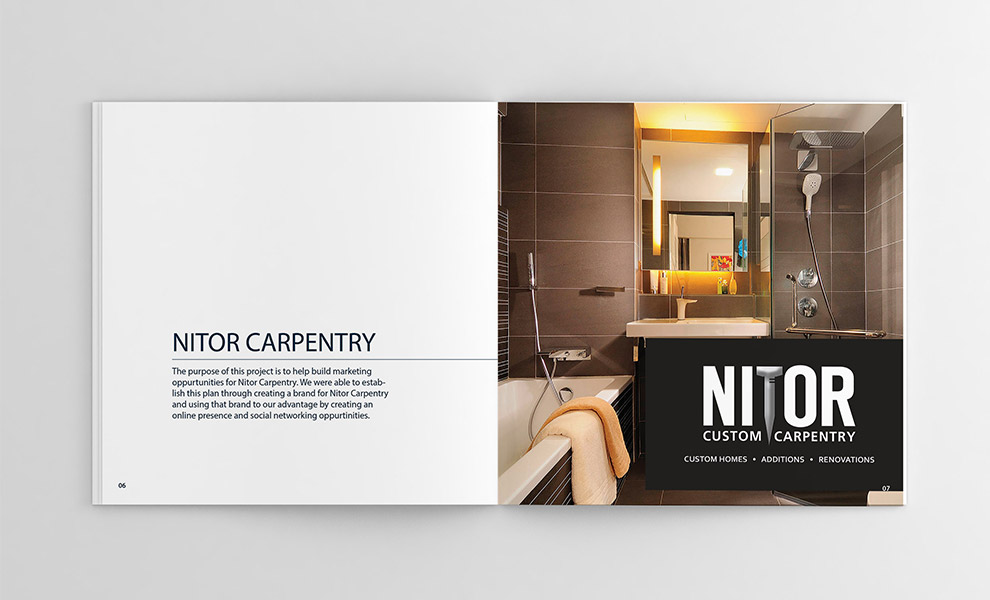 NITOR CARPENTRY
The purpose of this project is to help build marketing
oppurtunities for Nitor Carpentry. We were able to estab-
lish this plan through creating a brand for Nitor Carpentry
and using that brand to our advantage by creating an
online presence and social networking oppurtinities.
06
NITOR
CUSTOM CARPENTRY
CUSTOM HOMES • ADDITIONS • RENOVATIONS
07